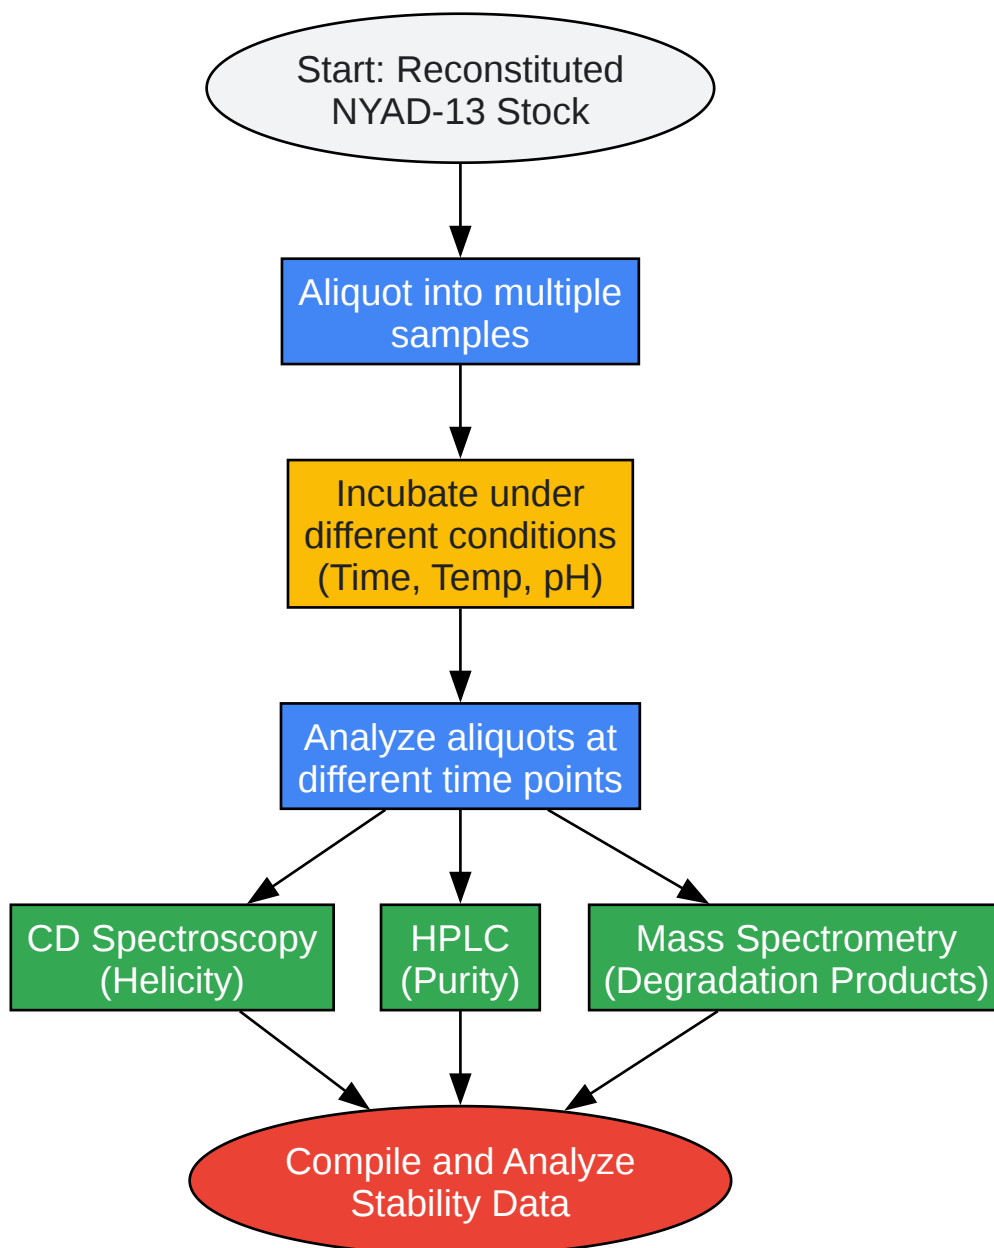 Start: Reconstituted
NYAD-13 Stock
Aliquot into multiple
samples
Incubate under
different conditions
(Time, Temp, pH)
Analyze aliquots at
different time points
CD Spectroscopy
(Helicity)
HPLC
(Purity)
Mass Spectrometry
(Degradation Products)
Compile and Analyze
Stability Data